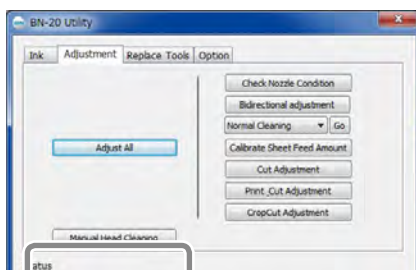 BN-20 Utility
Ink Adjustment Replace Tools Option
Check Nozzle Condition
Bidirectional adjustment
Normal Cleaning Go
Adjust All
Calibrate Sheet Feed Amount
Cut Adjustment
Print_Cut Adjustment
CropCut Adjustment
Manual Head Cleaning
atus